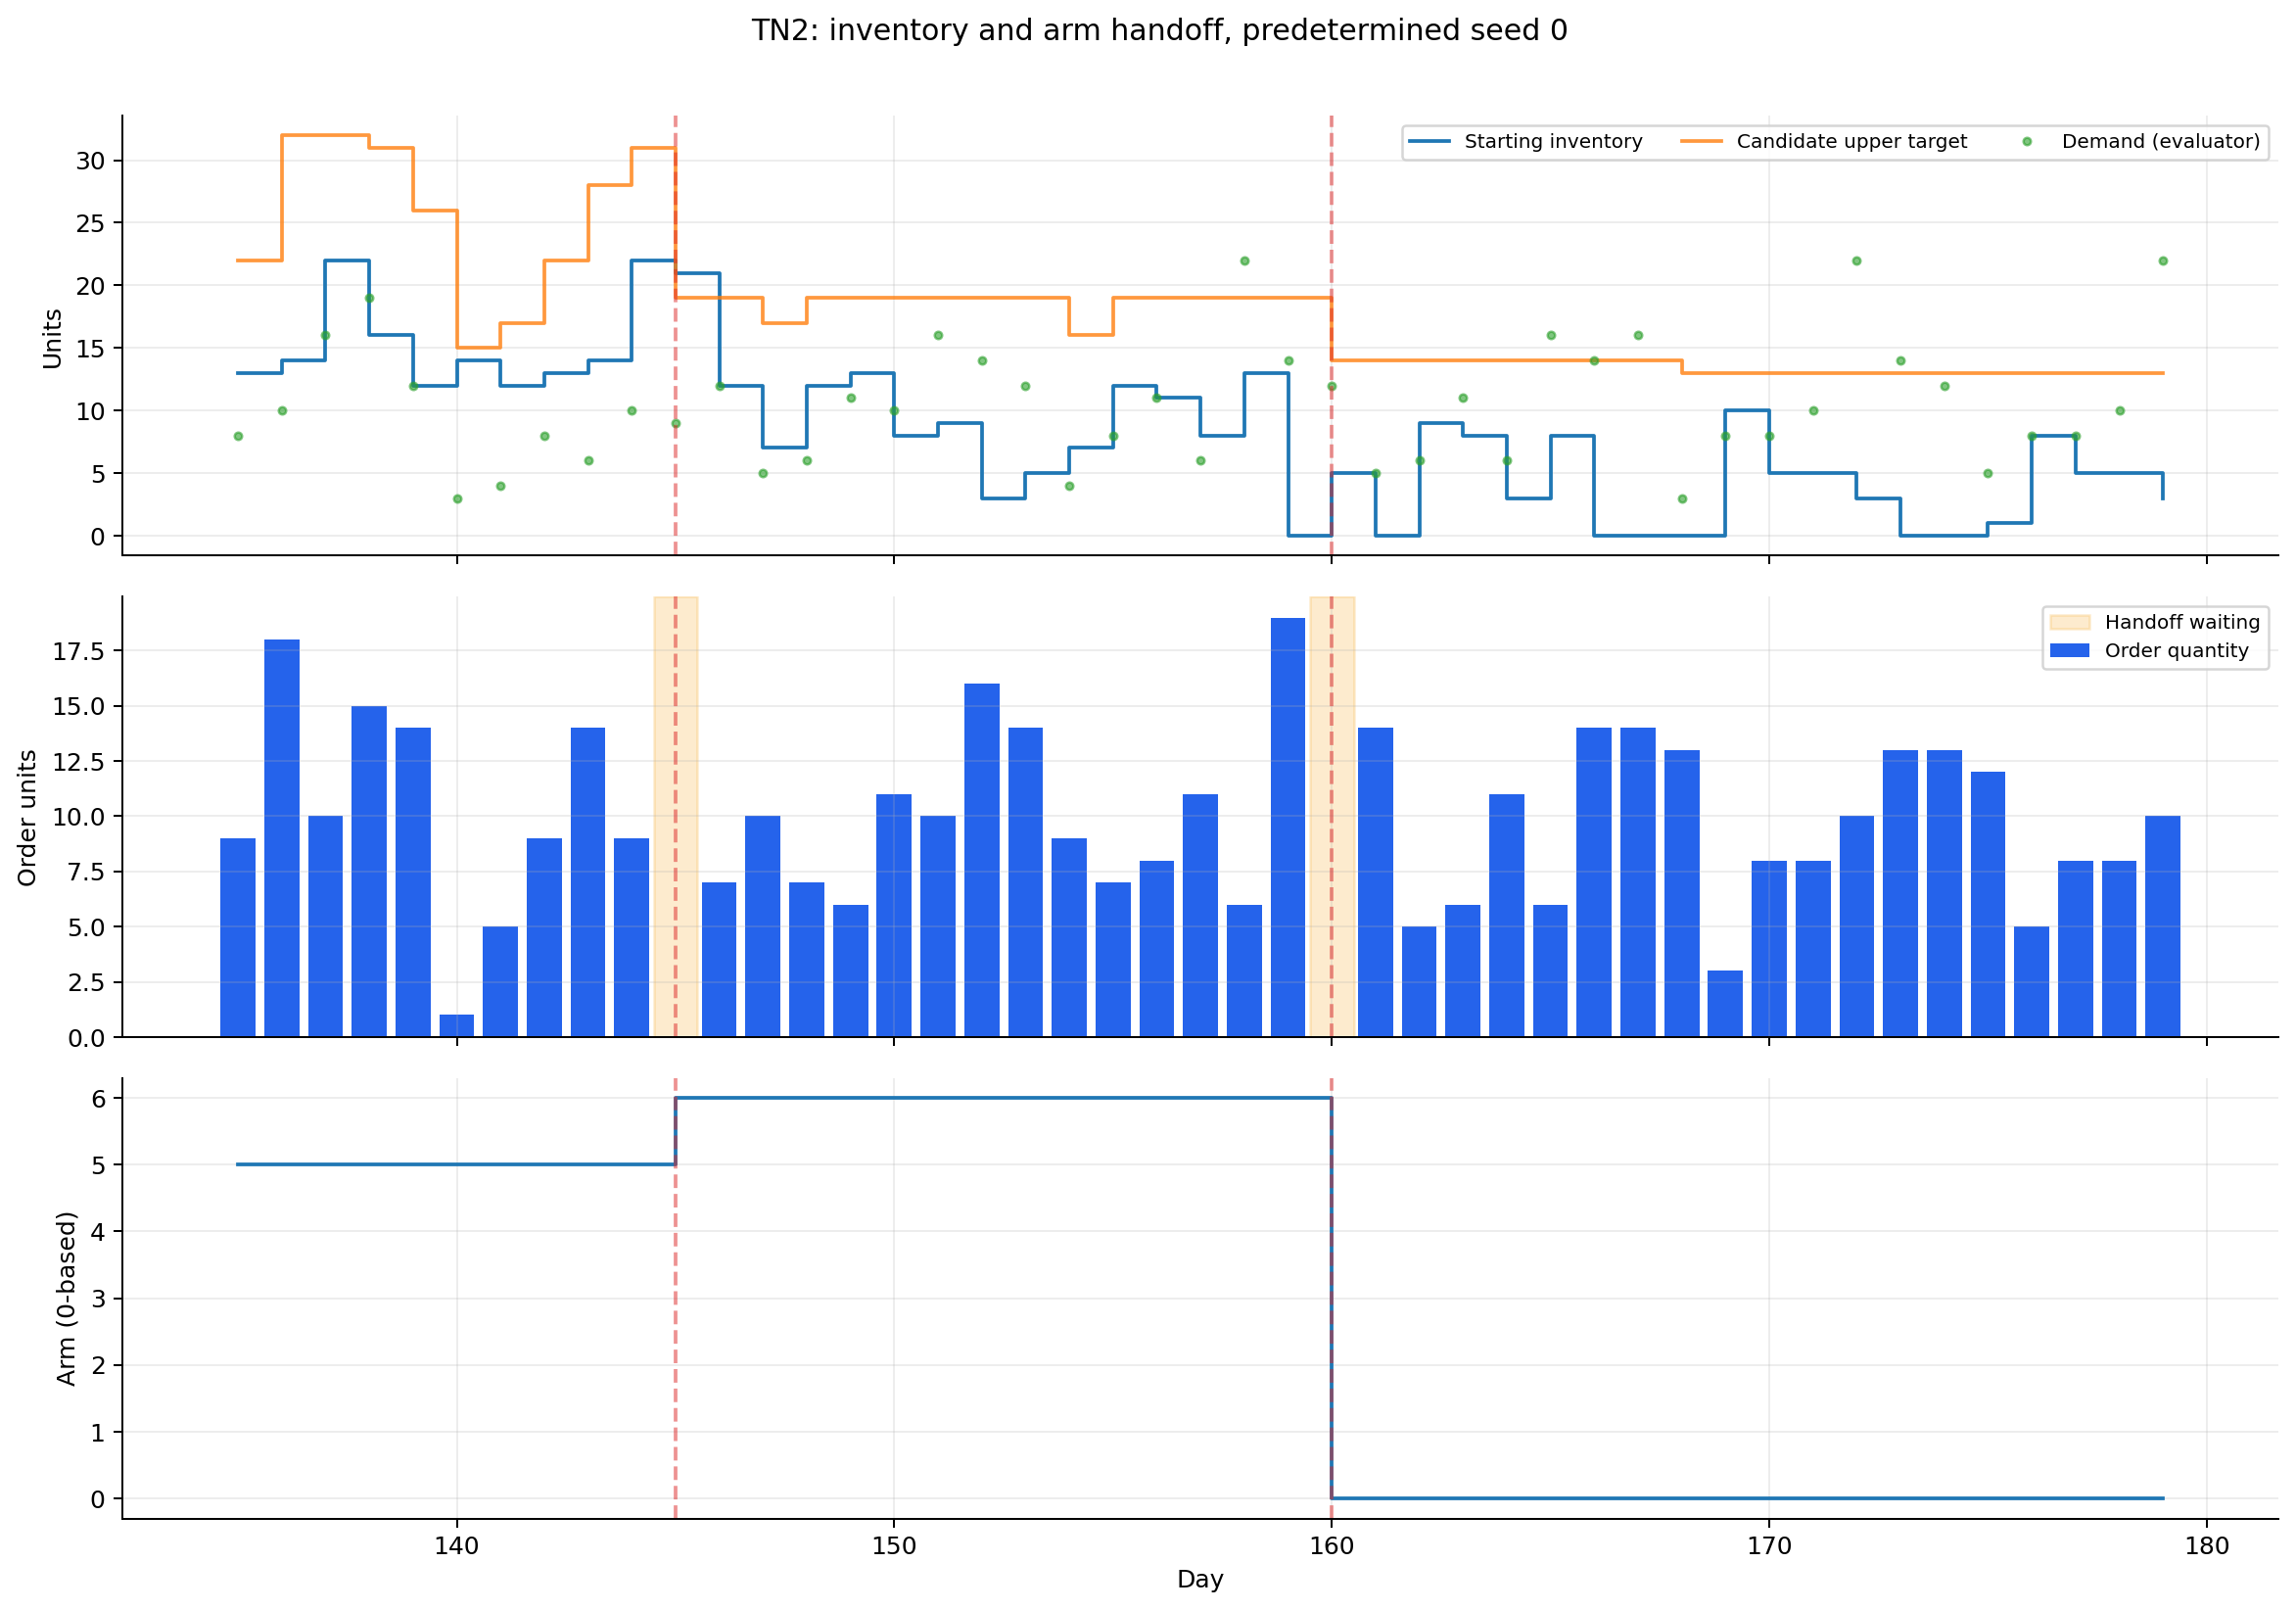 TN2: inventory and arm handoff, predetermined seed 0
Starting inventory
Candidate upper target
Demand (evaluator)
Units
30
25
20
15
10
5
0
Handoff waiting
Order quantity
Order units
17.5
15.0
12.5
10.0
7.5
5.0
2.5
0.0
Arm (0-based)
6
5
4
3
2
1
0
140
150
160
170
180
Day